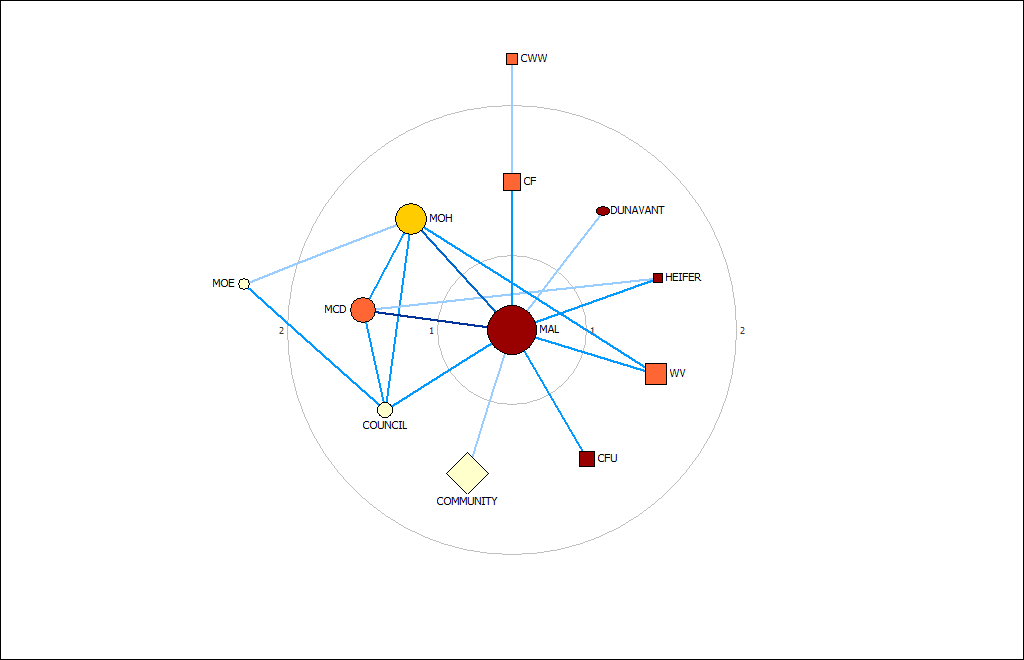 CWW
CF
DUNAVANT
MOH
HEIFER
MOE
MCD
2
1
MAL
1
2
WV
COUNCIL
CFU
COMMUNITY